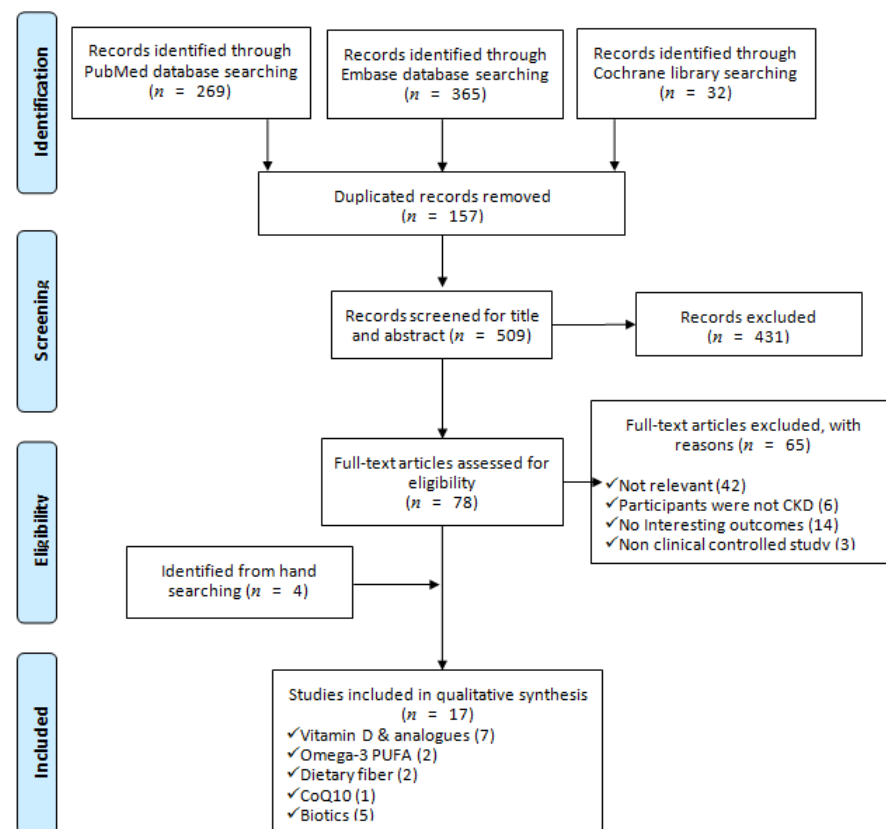 Identification
Records identified through
PubMed database searching
(n = 269)
Records identified through
Embase database searching
(n = 365)
Records identified through
Cochrane library searching
(n = 32)
Duplicated records removed
(n = 157)
Screening
Records screened for title
and abstract (n = 509)
Records excluded
(n = 431)
Eligibility
Full-text articles assessed for
eligibility
(n = 78)
Full-text articles excluded, with
reasons (n = 65)
✓Not relevant (42)
✓Participants were not CKD (6)
✓No Interesting outcomes (14)
✓Non clinical controlled study (3)
Identified from hand
searching (n = 4)
Included
Studies included in qualitative synthesis
(n = 17)
✓Vitamin D & analogues (7)
✓Omega-3 PUFA (2)
✓Dietary fiber (2)
✓CoQ10 (1)
✓Biotics (5)